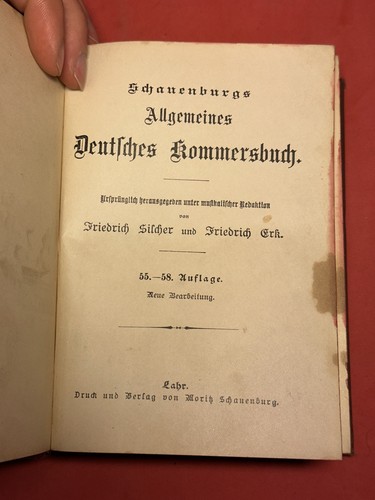 Schauenburgs
Allgemeines
Deutsches Kommersbuch.
Ursprünglich herausgegeben unter musikalischer Redaktion
von
Friedrich Silcher und Friedrich Erk.
55.—58. Auflage.
Neue Bearbeitung.
Lahr.
Druck und Verlag von Moritz Schauenburg.